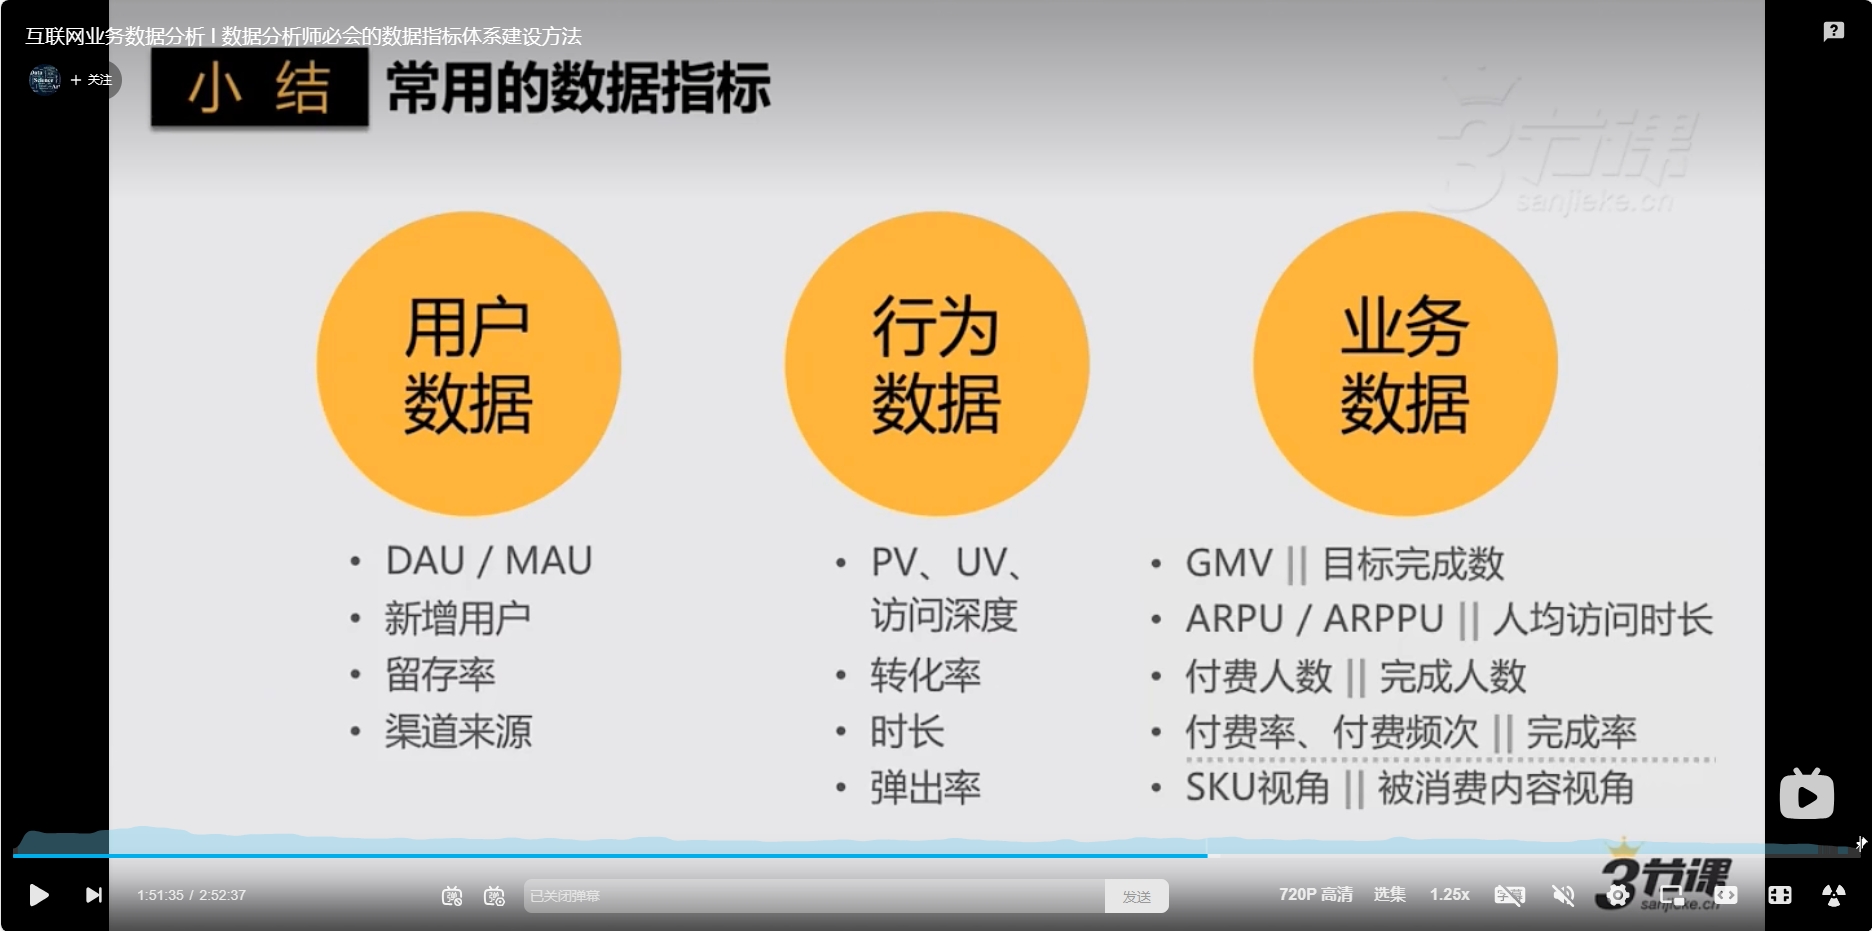 互联网业务数据分析 I 数据分析师必会的数据指标体系建设方法
+ 关注
小 结 常用的数据指标
3节课
sanjieke.cn
用户
数据
• DAU / MAU
• 新增用户
• 留存率
• 渠道来源
行为
数据
• PV、UV、
访问深度
• 转化率
• 时长
• 弹出率
业务
数据
• GMV || 目标完成数
• ARPU / ARPPU || 人均访问时长
• 付费人数 || 完成人数
• 付费率、付费频次 || 完成率
• SKU视角 || 被消费内容视角
3节课
sanjieke.cn
1:51:35 / 2:52:37
已关闭弹幕
发送
720P 高清
选集
1.25x
字幕